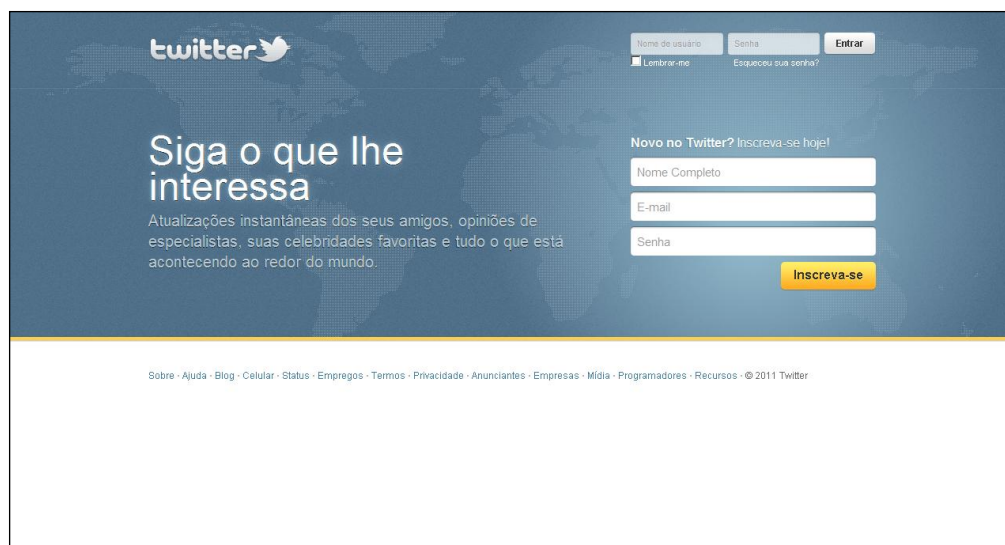 twitter
Nome de usuário
Senha
Entrar
Lembrar-me
Esqueceu sua senha?
Siga o que lhe
interessa
Atualizações instantâneas dos seus amigos, opiniões de
especialistas, suas celebridades favoritas e tudo o que está
acontecendo ao redor do mundo.
Novo no Twitter? Inscreva-se hoje!
Nome Completo
E-mail
Senha
Inscreva-se
Sobre · Ajuda · Blog · Celular · Status · Empregos · Termos · Privacidade · Anunciantes · Empresas · Mídia · Programadores · Recursos · © 2011 Twitter